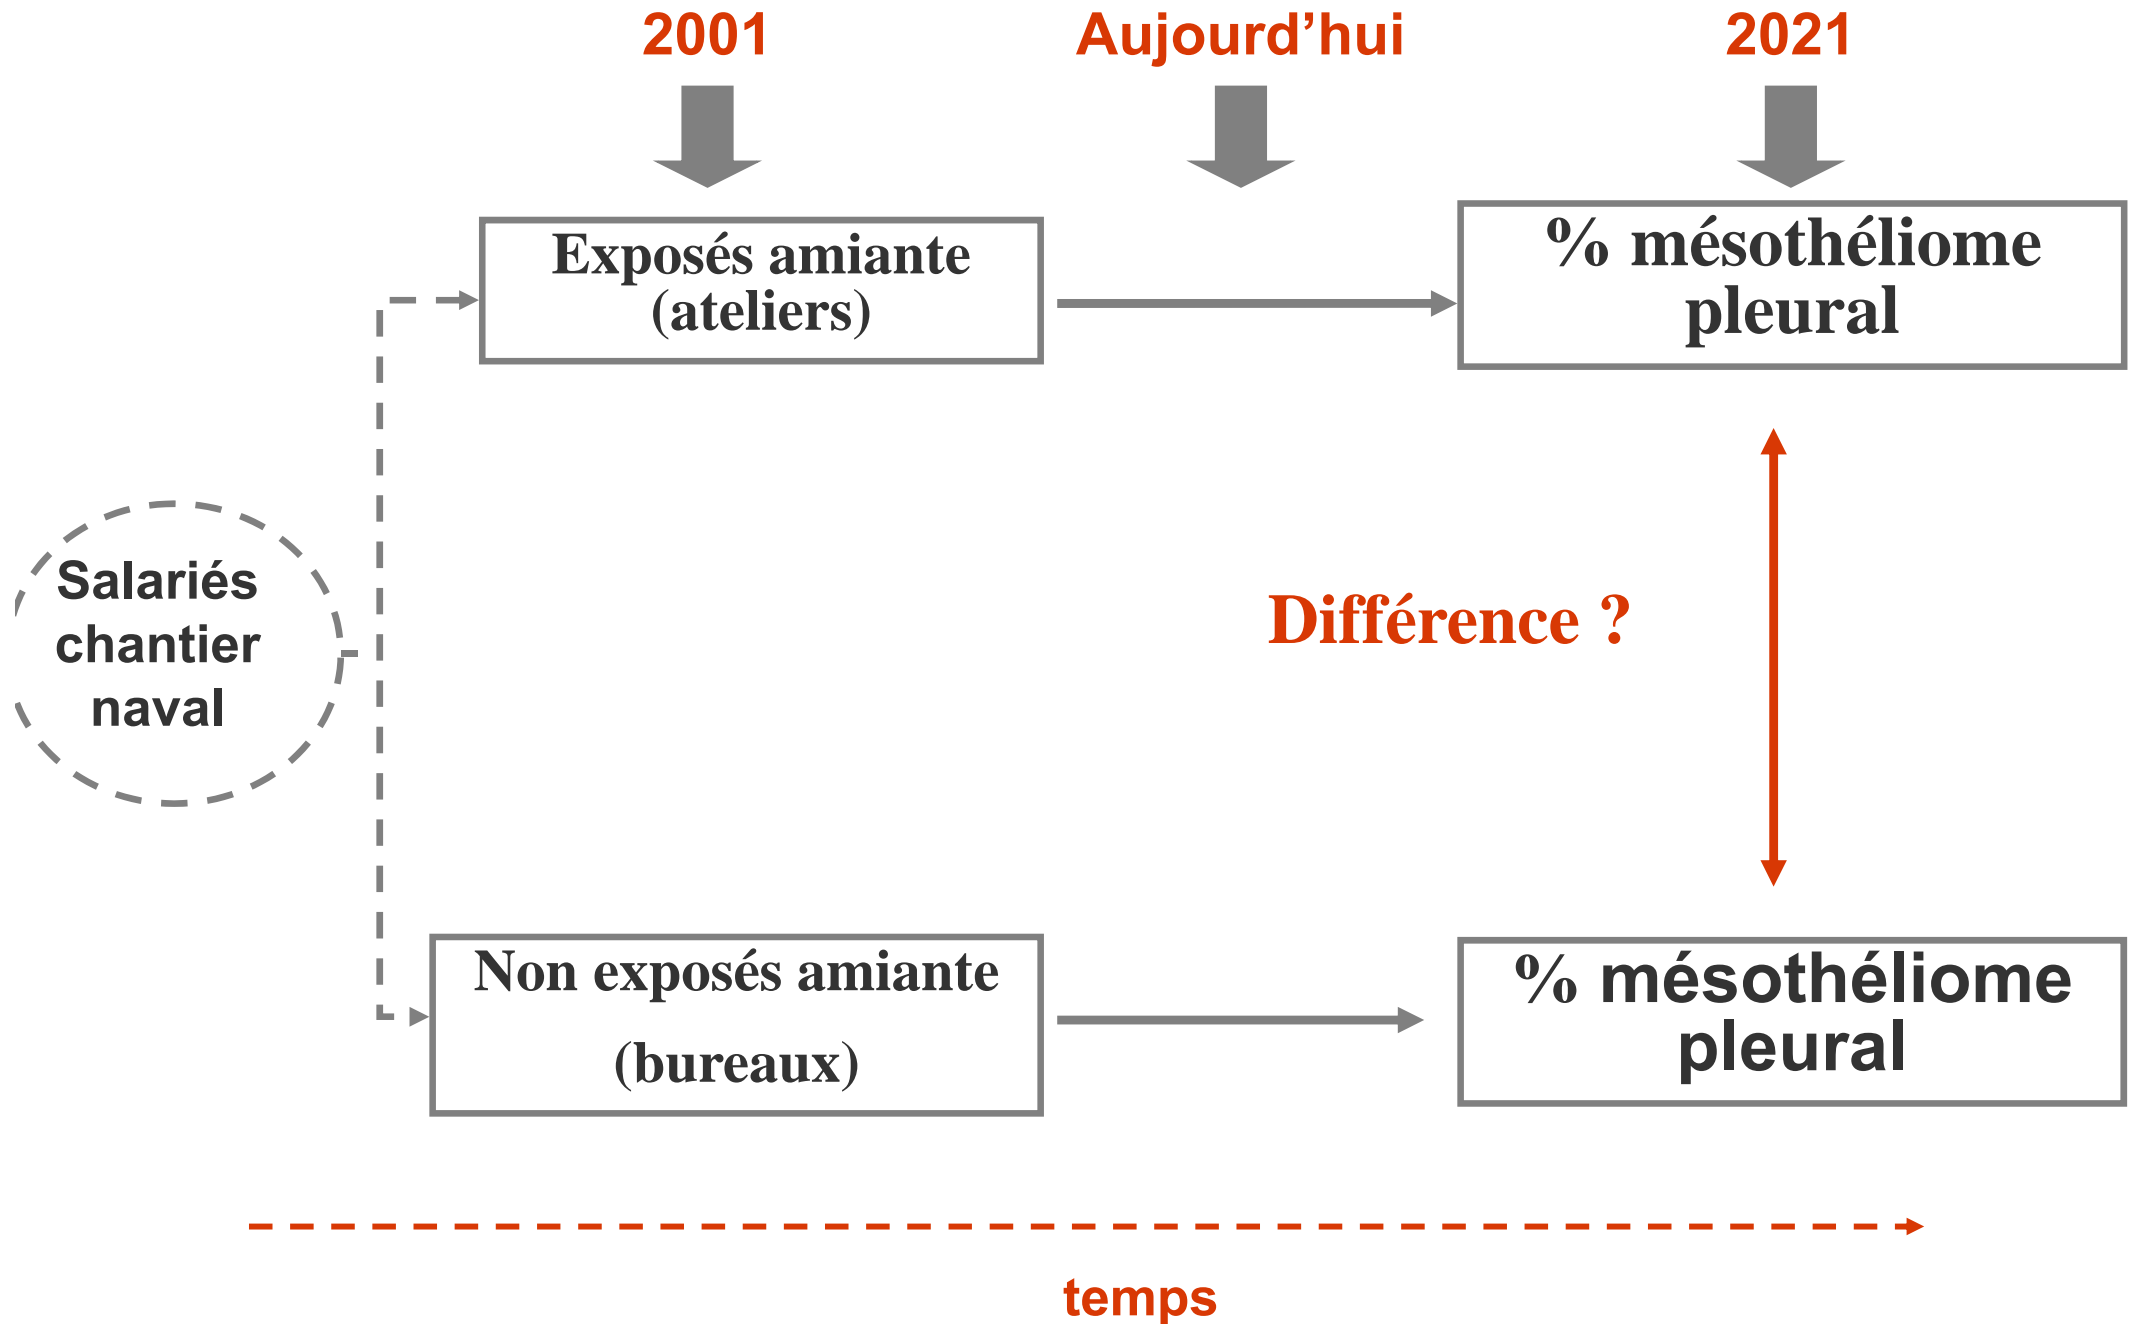 2001
Aujourd’hui
2021
Exposés amiante
(ateliers)
% mésothéliome
pleural
Salariés
chantier
naval
Différence ?
Non exposés amiante
(bureaux)
% mésothéliome
pleural
temps